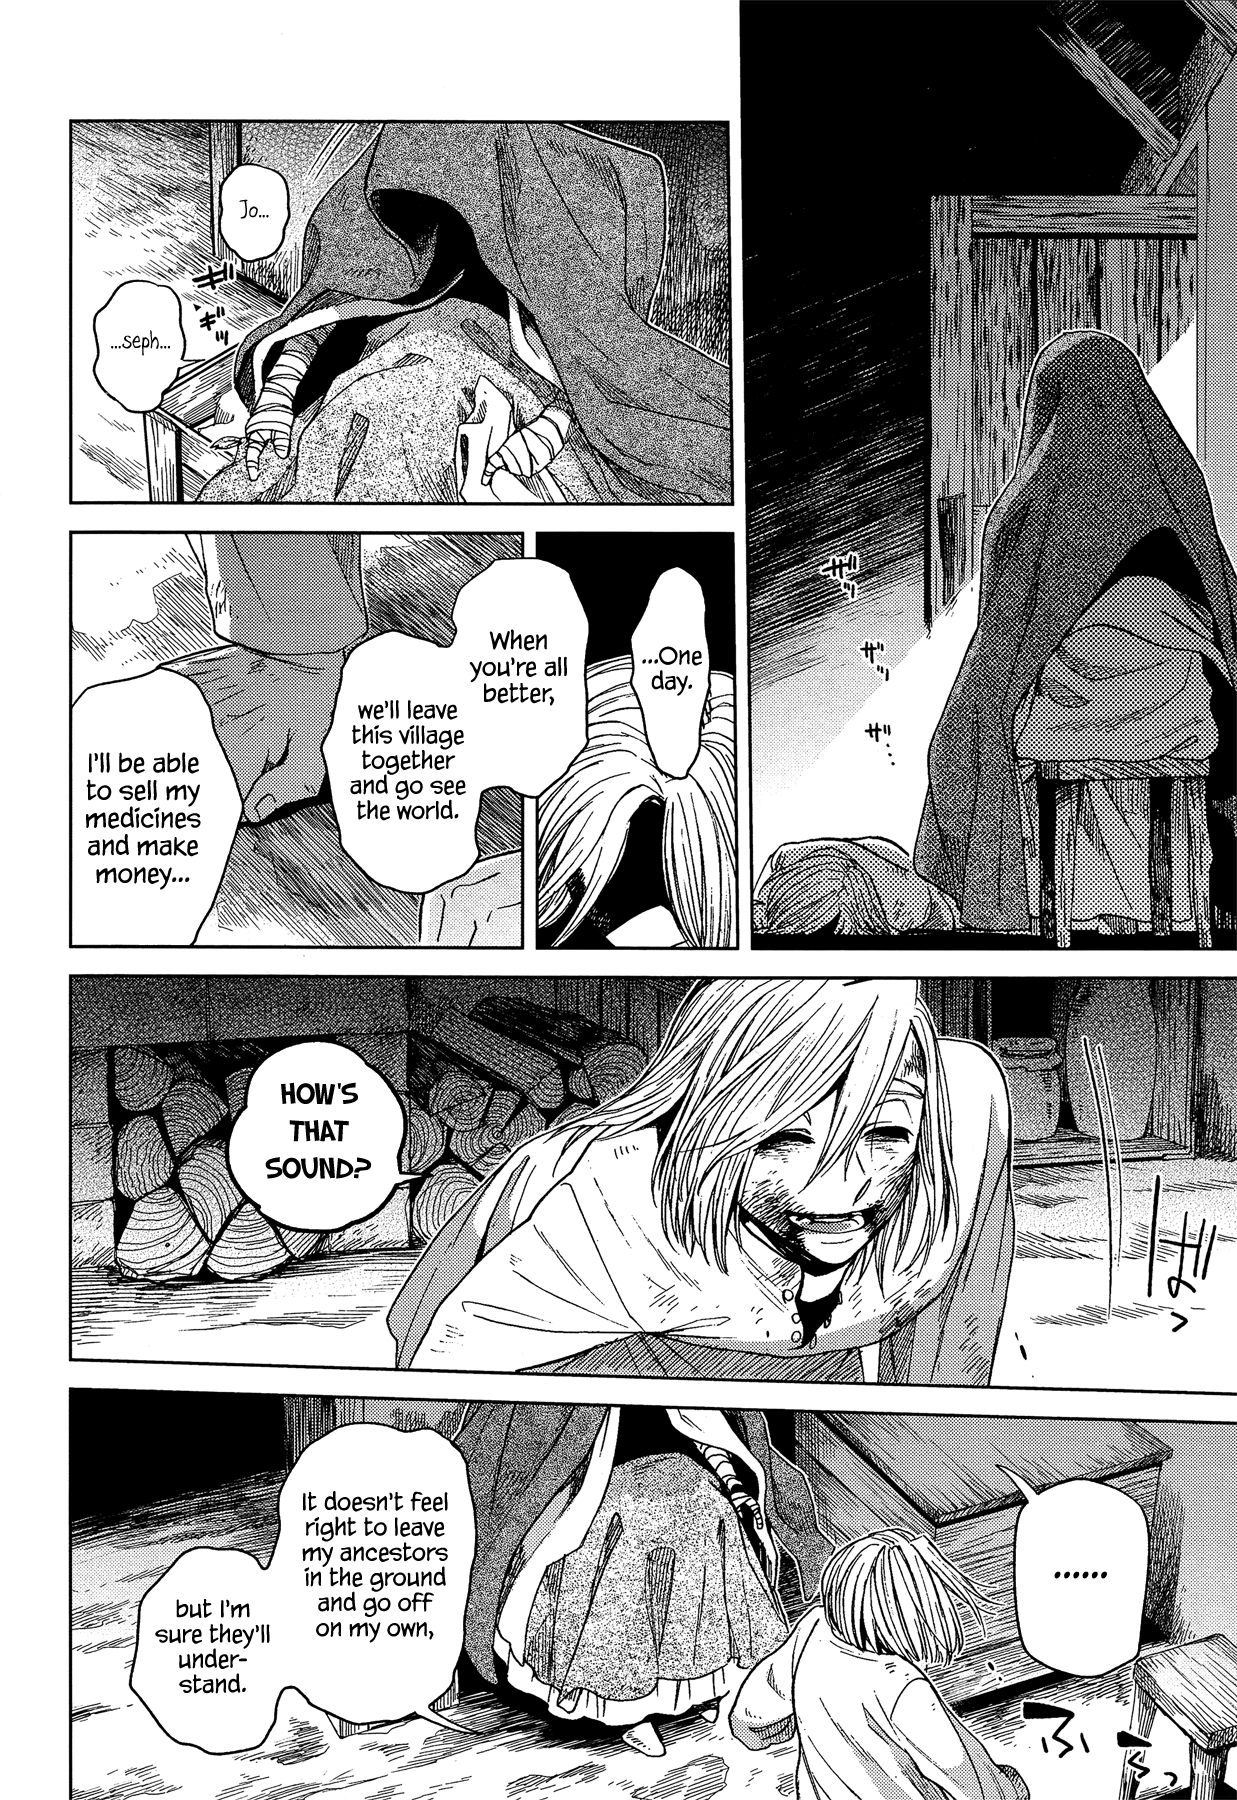 Jo...
...seph...
...One
day.
When
you're all
better,
we'll leave
this village
together
and go see
the world.
I'll be able
to sell my
medicines
and make
money...
HOW'S
THAT
SOUND?
......
It doesn't feel
right to leave
my ancestors
in the ground
and go off
on my own,
but I'm
sure they'll
under-
stand.